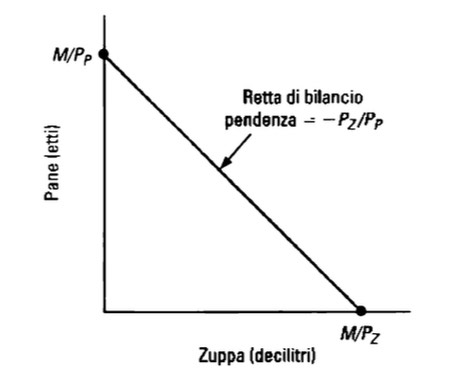 M/P_P
Retta di bilancio
pendenza = −P_Z/P_P
Pane (etti)
M/P_Z
Zuppa (decilitri)